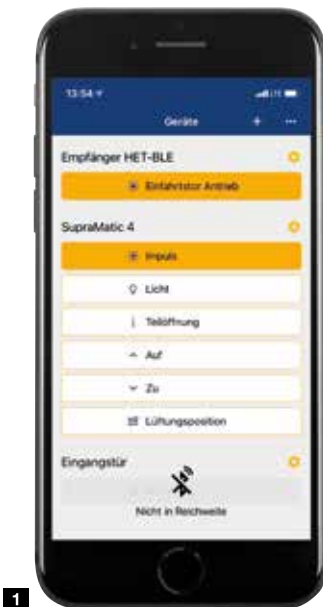 13:54
LTE
Geräte
Empfänger HET-BLE
Einfahrtstor Antrieb
SupraMatic 4
Impuls
Licht
Teilöffnung
Auf
Zu
Lüftungsposition
Eingangstür
Nicht in Reichweite
1